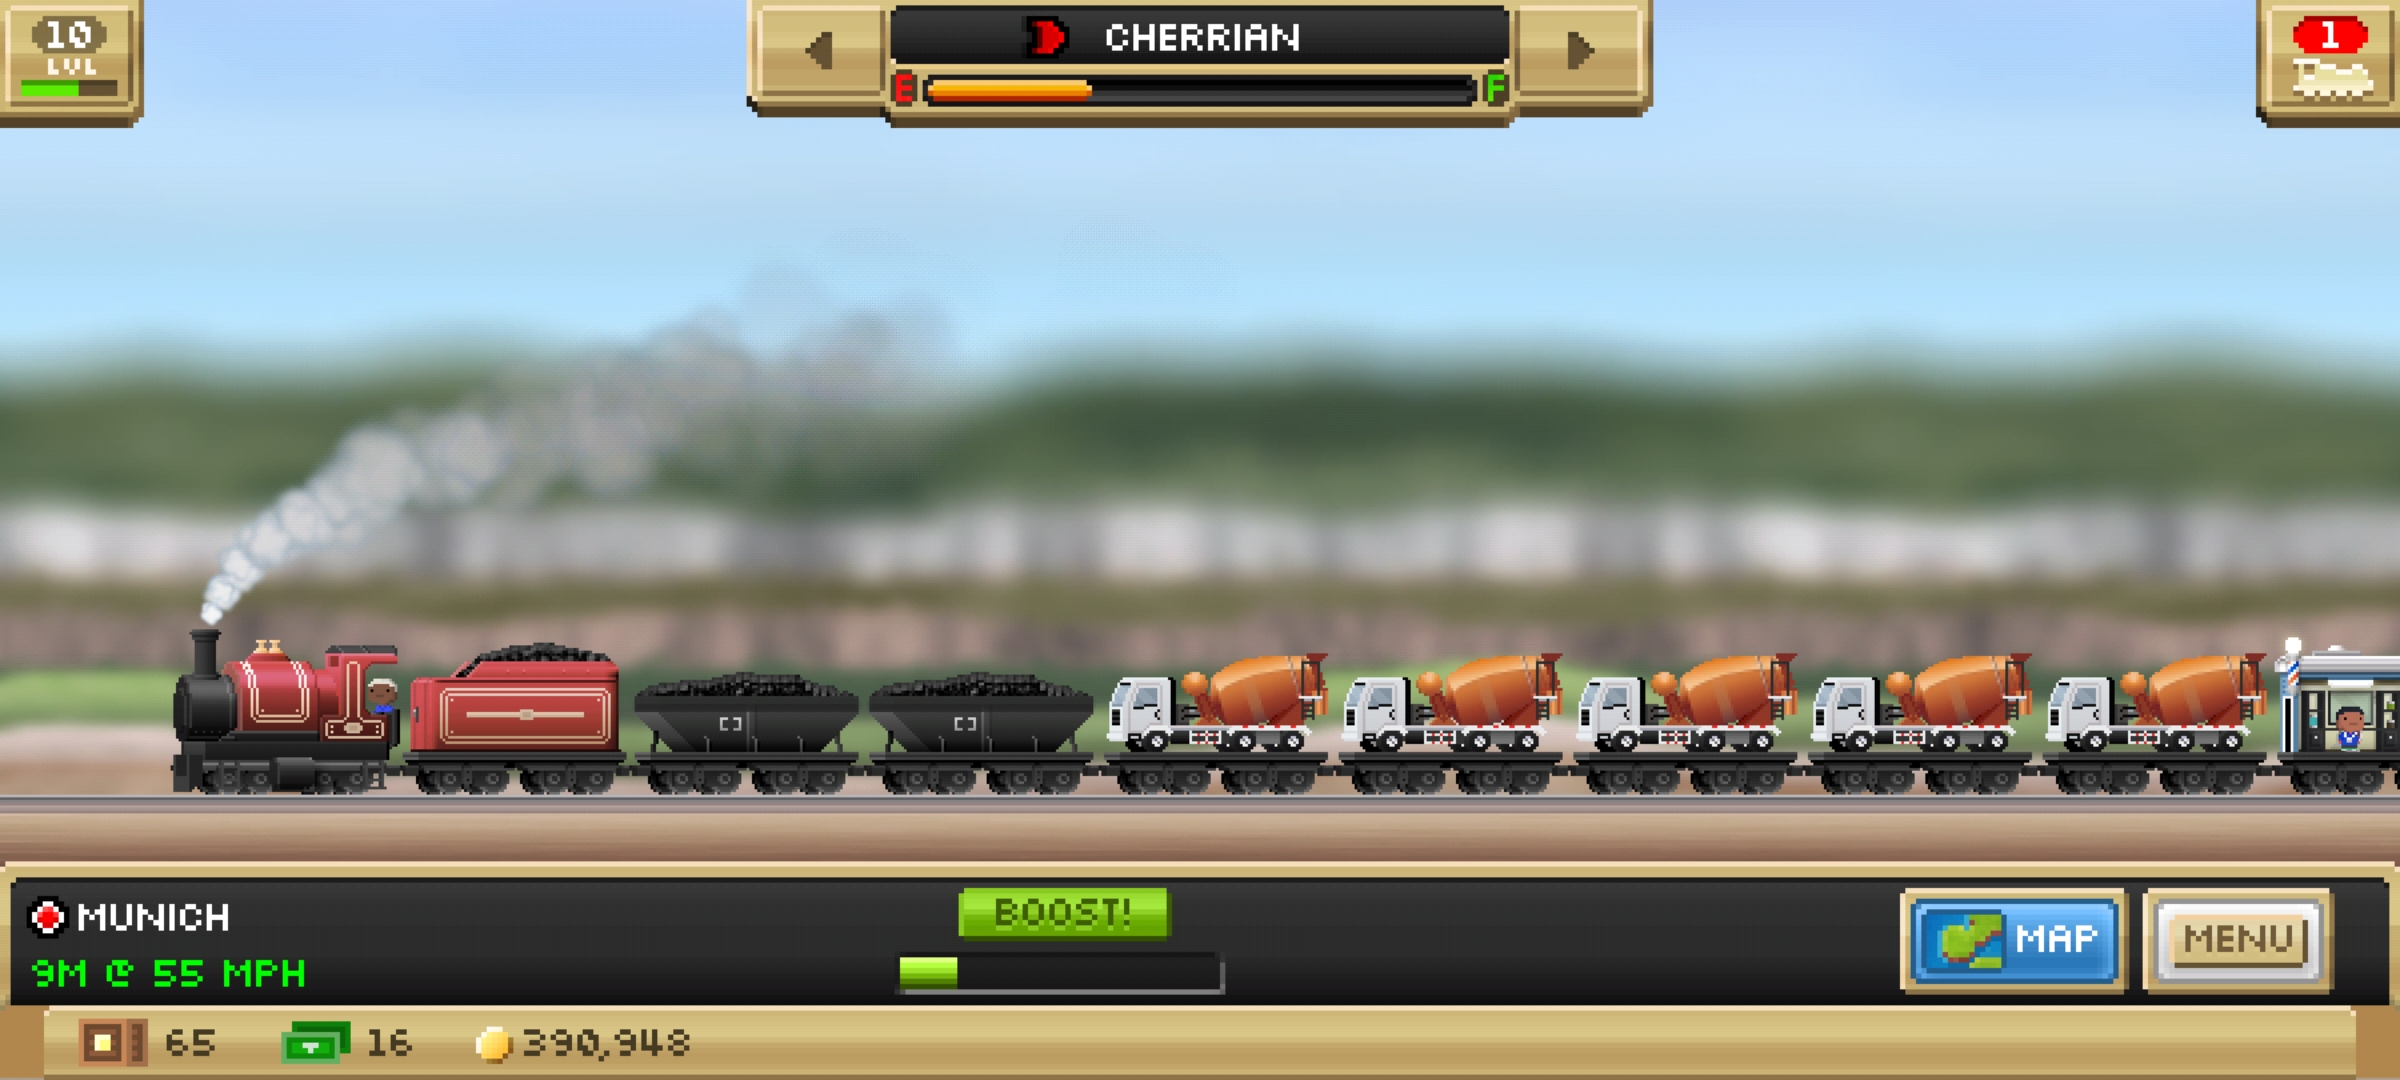 10
LVL
CHERRIAN
E F
1
MUNICH
9M @ 55 MPH
BOOST!
MAP
MENU
65
16
390,948